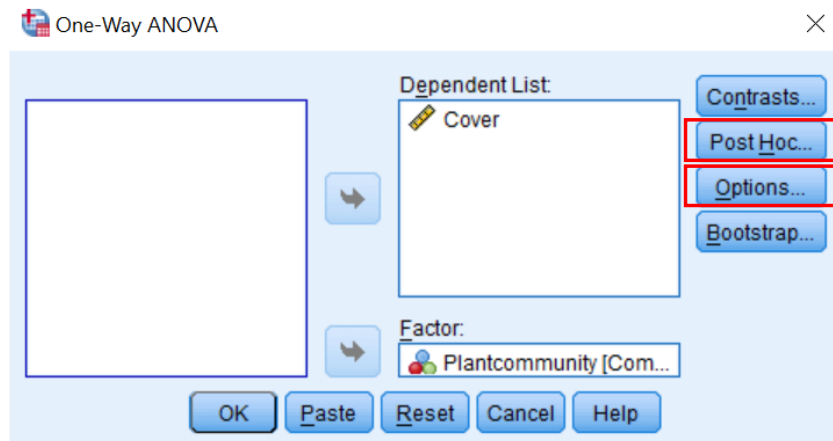 One-Way ANOVA
Dependent List:
Cover
Contrasts...
Post Hoc...
Options...
Bootstrap...
Factor:
Plantcommunity [Com...
OK Paste Reset Cancel Help